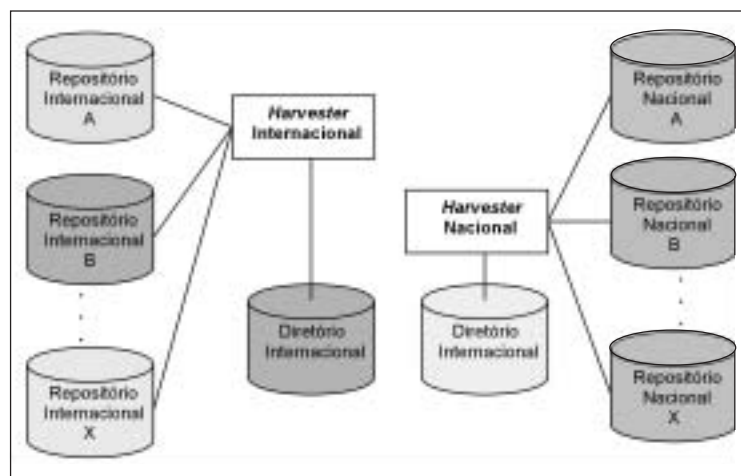 Repositório
Internacional
A
Harvester
Internacional
Repositório
Internacional
B
Diretório
Internacional
Repositório
Internacional
X
Repositório
Nacional
A
Harvester
Nacional
Repositório
Nacional
B
Diretório
Internacional
Repositório
Nacional
X